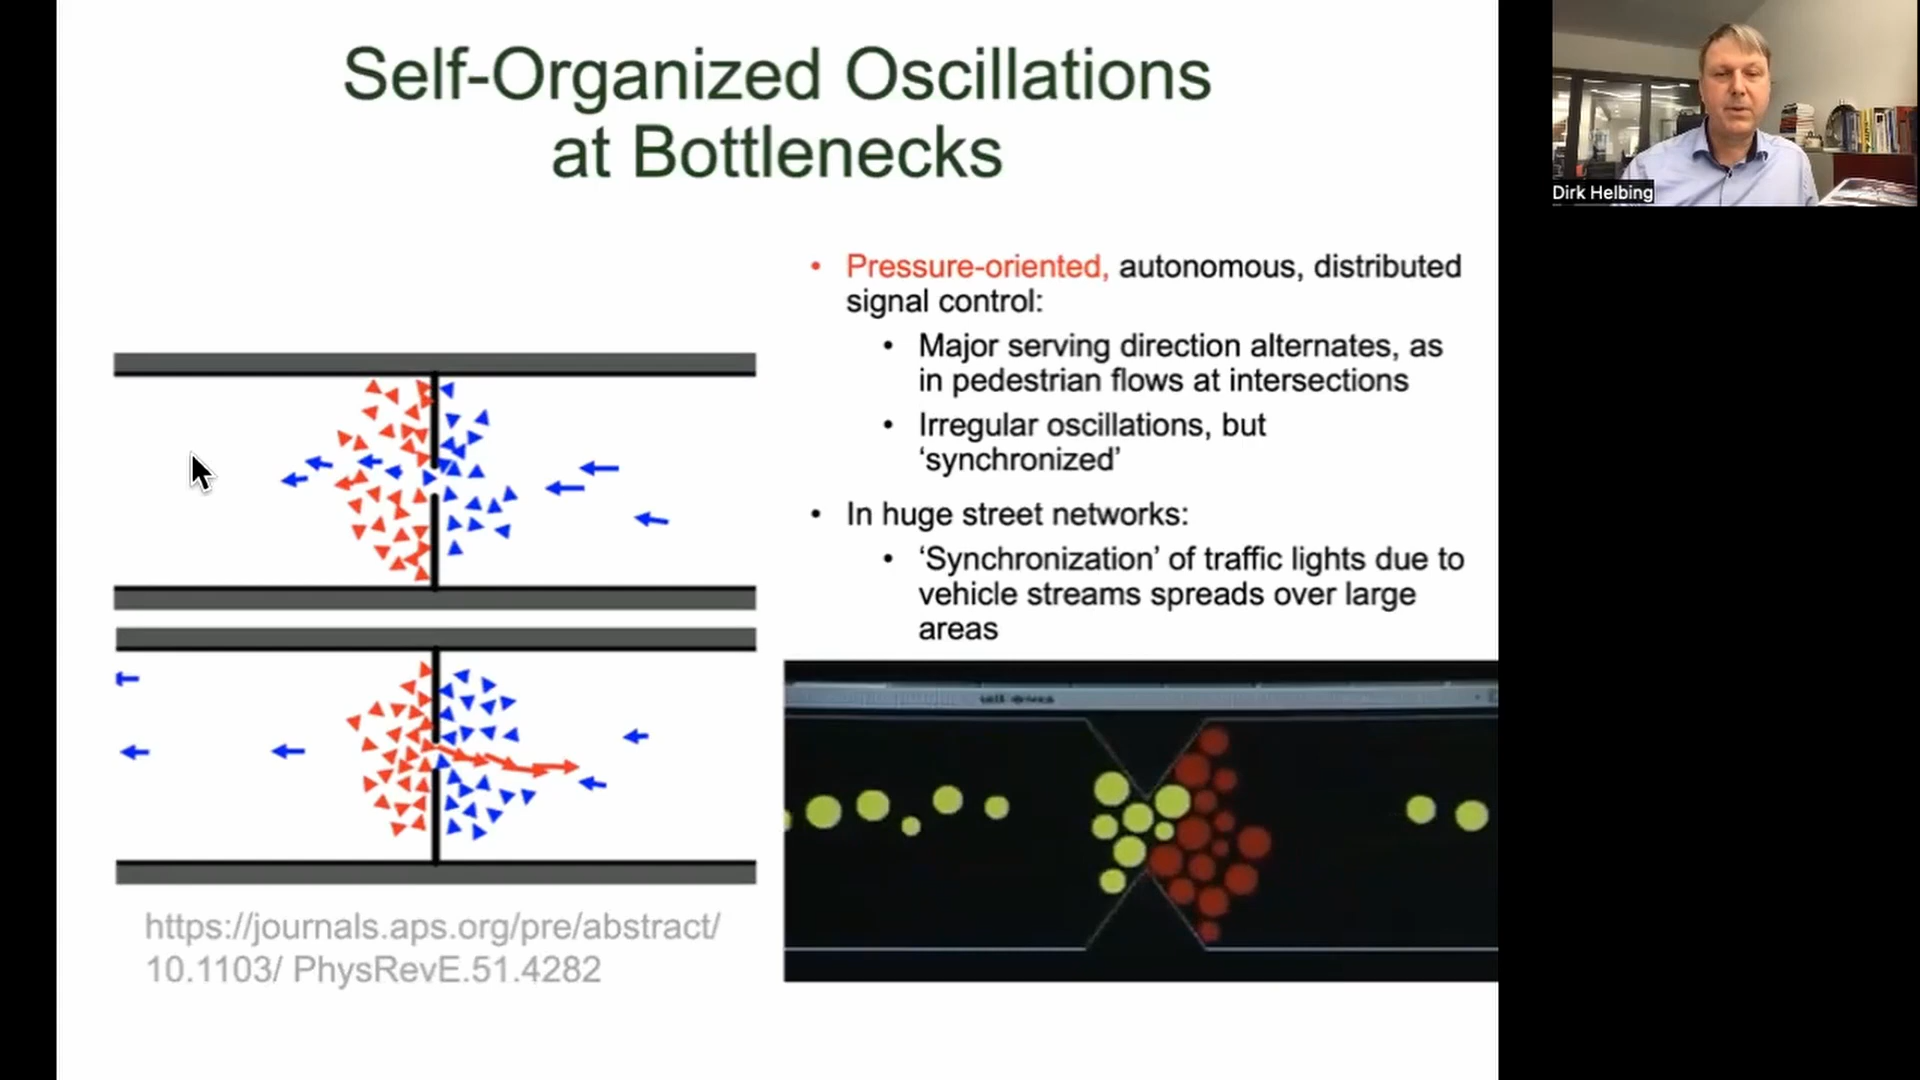 Self-Organized Oscillations
at Bottlenecks
• Pressure-oriented, autonomous, distributed
signal control:
• Major serving direction alternates, as
in pedestrian flows at intersections
• Irregular oscillations, but
‘synchronized’
• In huge street networks:
• ‘Synchronization’ of traffic lights due to
vehicle streams spreads over large
areas
https://journals.aps.org/pre/abstract/
10.1103/ PhysRevE.51.4282
Dirk Helbing